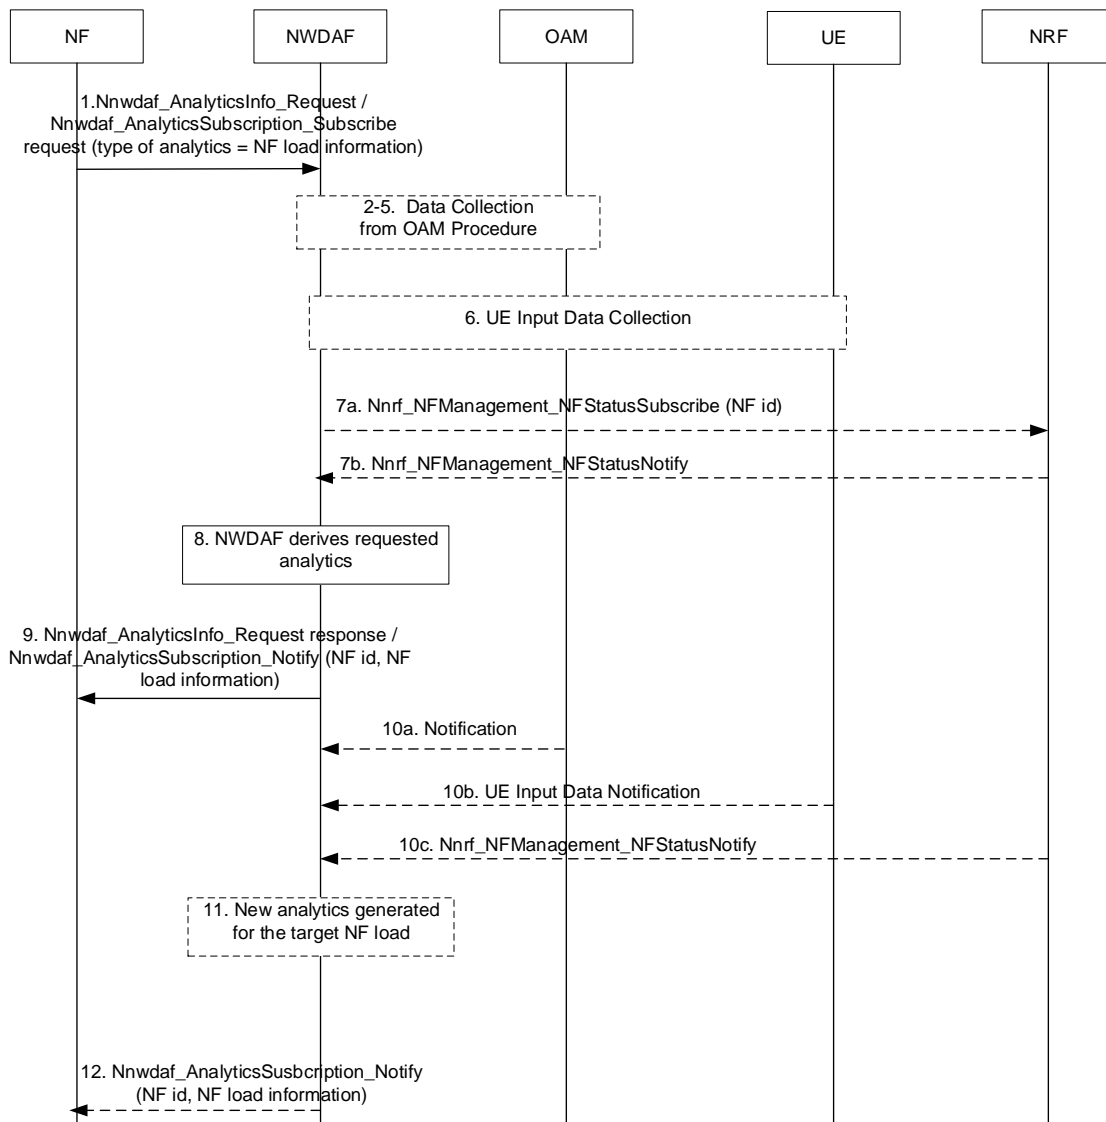 NF
NWDAF
OAM
UE
NRF
1.Nnwdaf_AnalyticsInfo_Request /
Nnwdaf_AnalyticsSubscription_Subscribe
request (type of analytics = NF load information)
2-5.  Data Collection
from OAM Procedure
6. UE Input Data Collection
7a. Nnrf_NFManagement_NFStatusSubscribe (NF id)
7b. Nnrf_NFManagement_NFStatusNotify
8. NWDAF derives requested
analytics
9. Nnwdaf_AnalyticsInfo_Request response /
Nnwdaf_AnalyticsSubscription_Notify (NF id, NF
load information)
10a. Notification
10b. UE Input Data Notification
10c. Nnrf_NFManagement_NFStatusNotify
11. New analytics generated
for the target NF load
12. Nnwdaf_AnalyticsSusbcription_Notify
(NF id, NF load information)